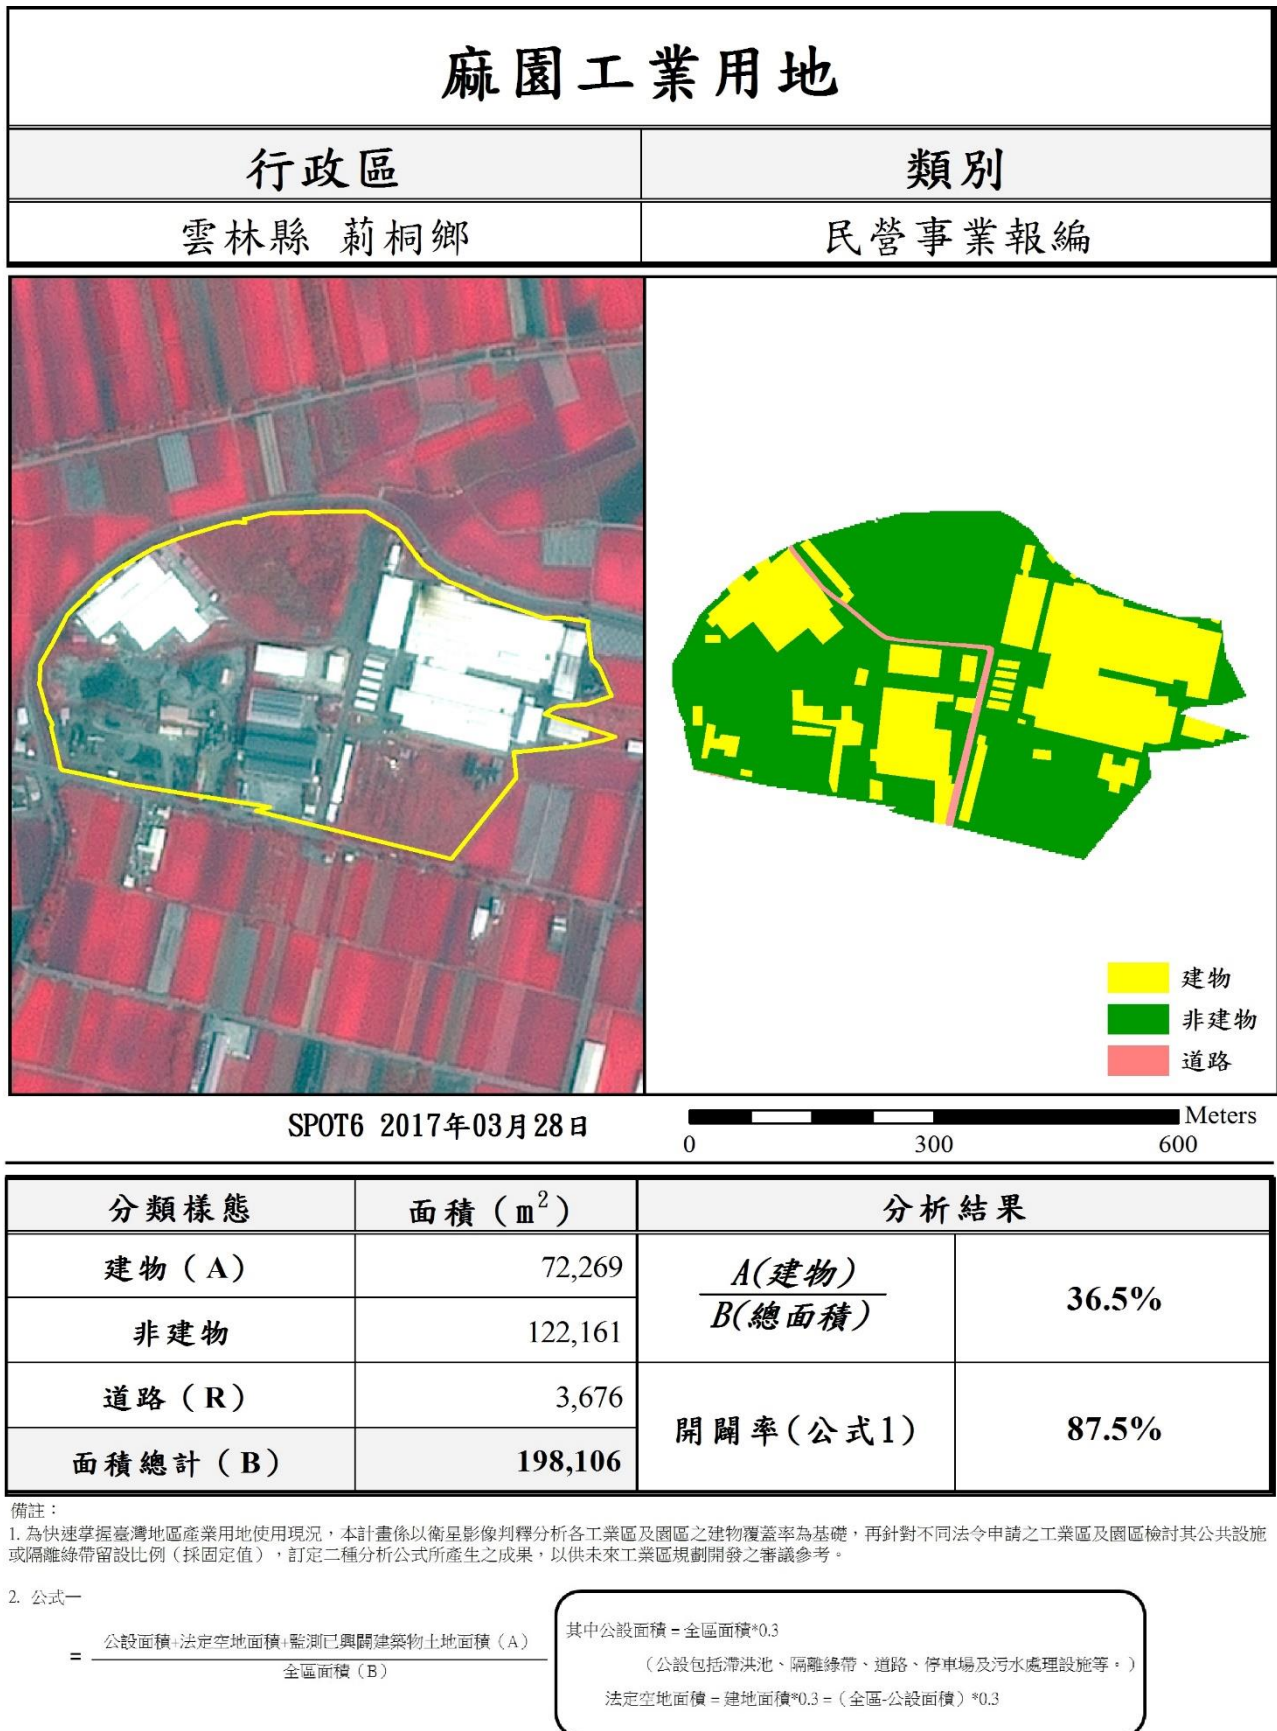 麻園工業用地
行政區 類別
雲林縣 莿桐鄉 民營事業報編
建物
非建物
道路
SPOT6 2017年03月28日
Meters
0 300 600
分類樣態 面積（m²） 分析結果
建物（A） 72,269
A(建物)
B(總面積)
36.5%
非建物 122,161
道路（R） 3,676
開闢率(公式1) 87.5%
面積總計（B） 198,106
備註：
1. 為快速掌握臺灣地區產業用地使用現況，本計畫係以衛星影像判釋分析各工業區及園區之建物覆蓋率為基礎，再針對不同法令申請之工業區及園區檢討其公共設施
或隔離綠帶留設比例（採固定值），訂定二種分析公式所產生之成果，以供未來工業區規劃開發之審議參考。
2. 公式一
= 公設面積+法定空地面積+監測已興闢建築物土地面積（A）
全區面積（B）
其中公設面積 = 全區面積*0.3
（公設包括滯洪池、隔離綠帶、道路、停車場及污水處理設施等。）
法定空地面積 = 建地面積*0.3 =（全區-公設面積）*0.3